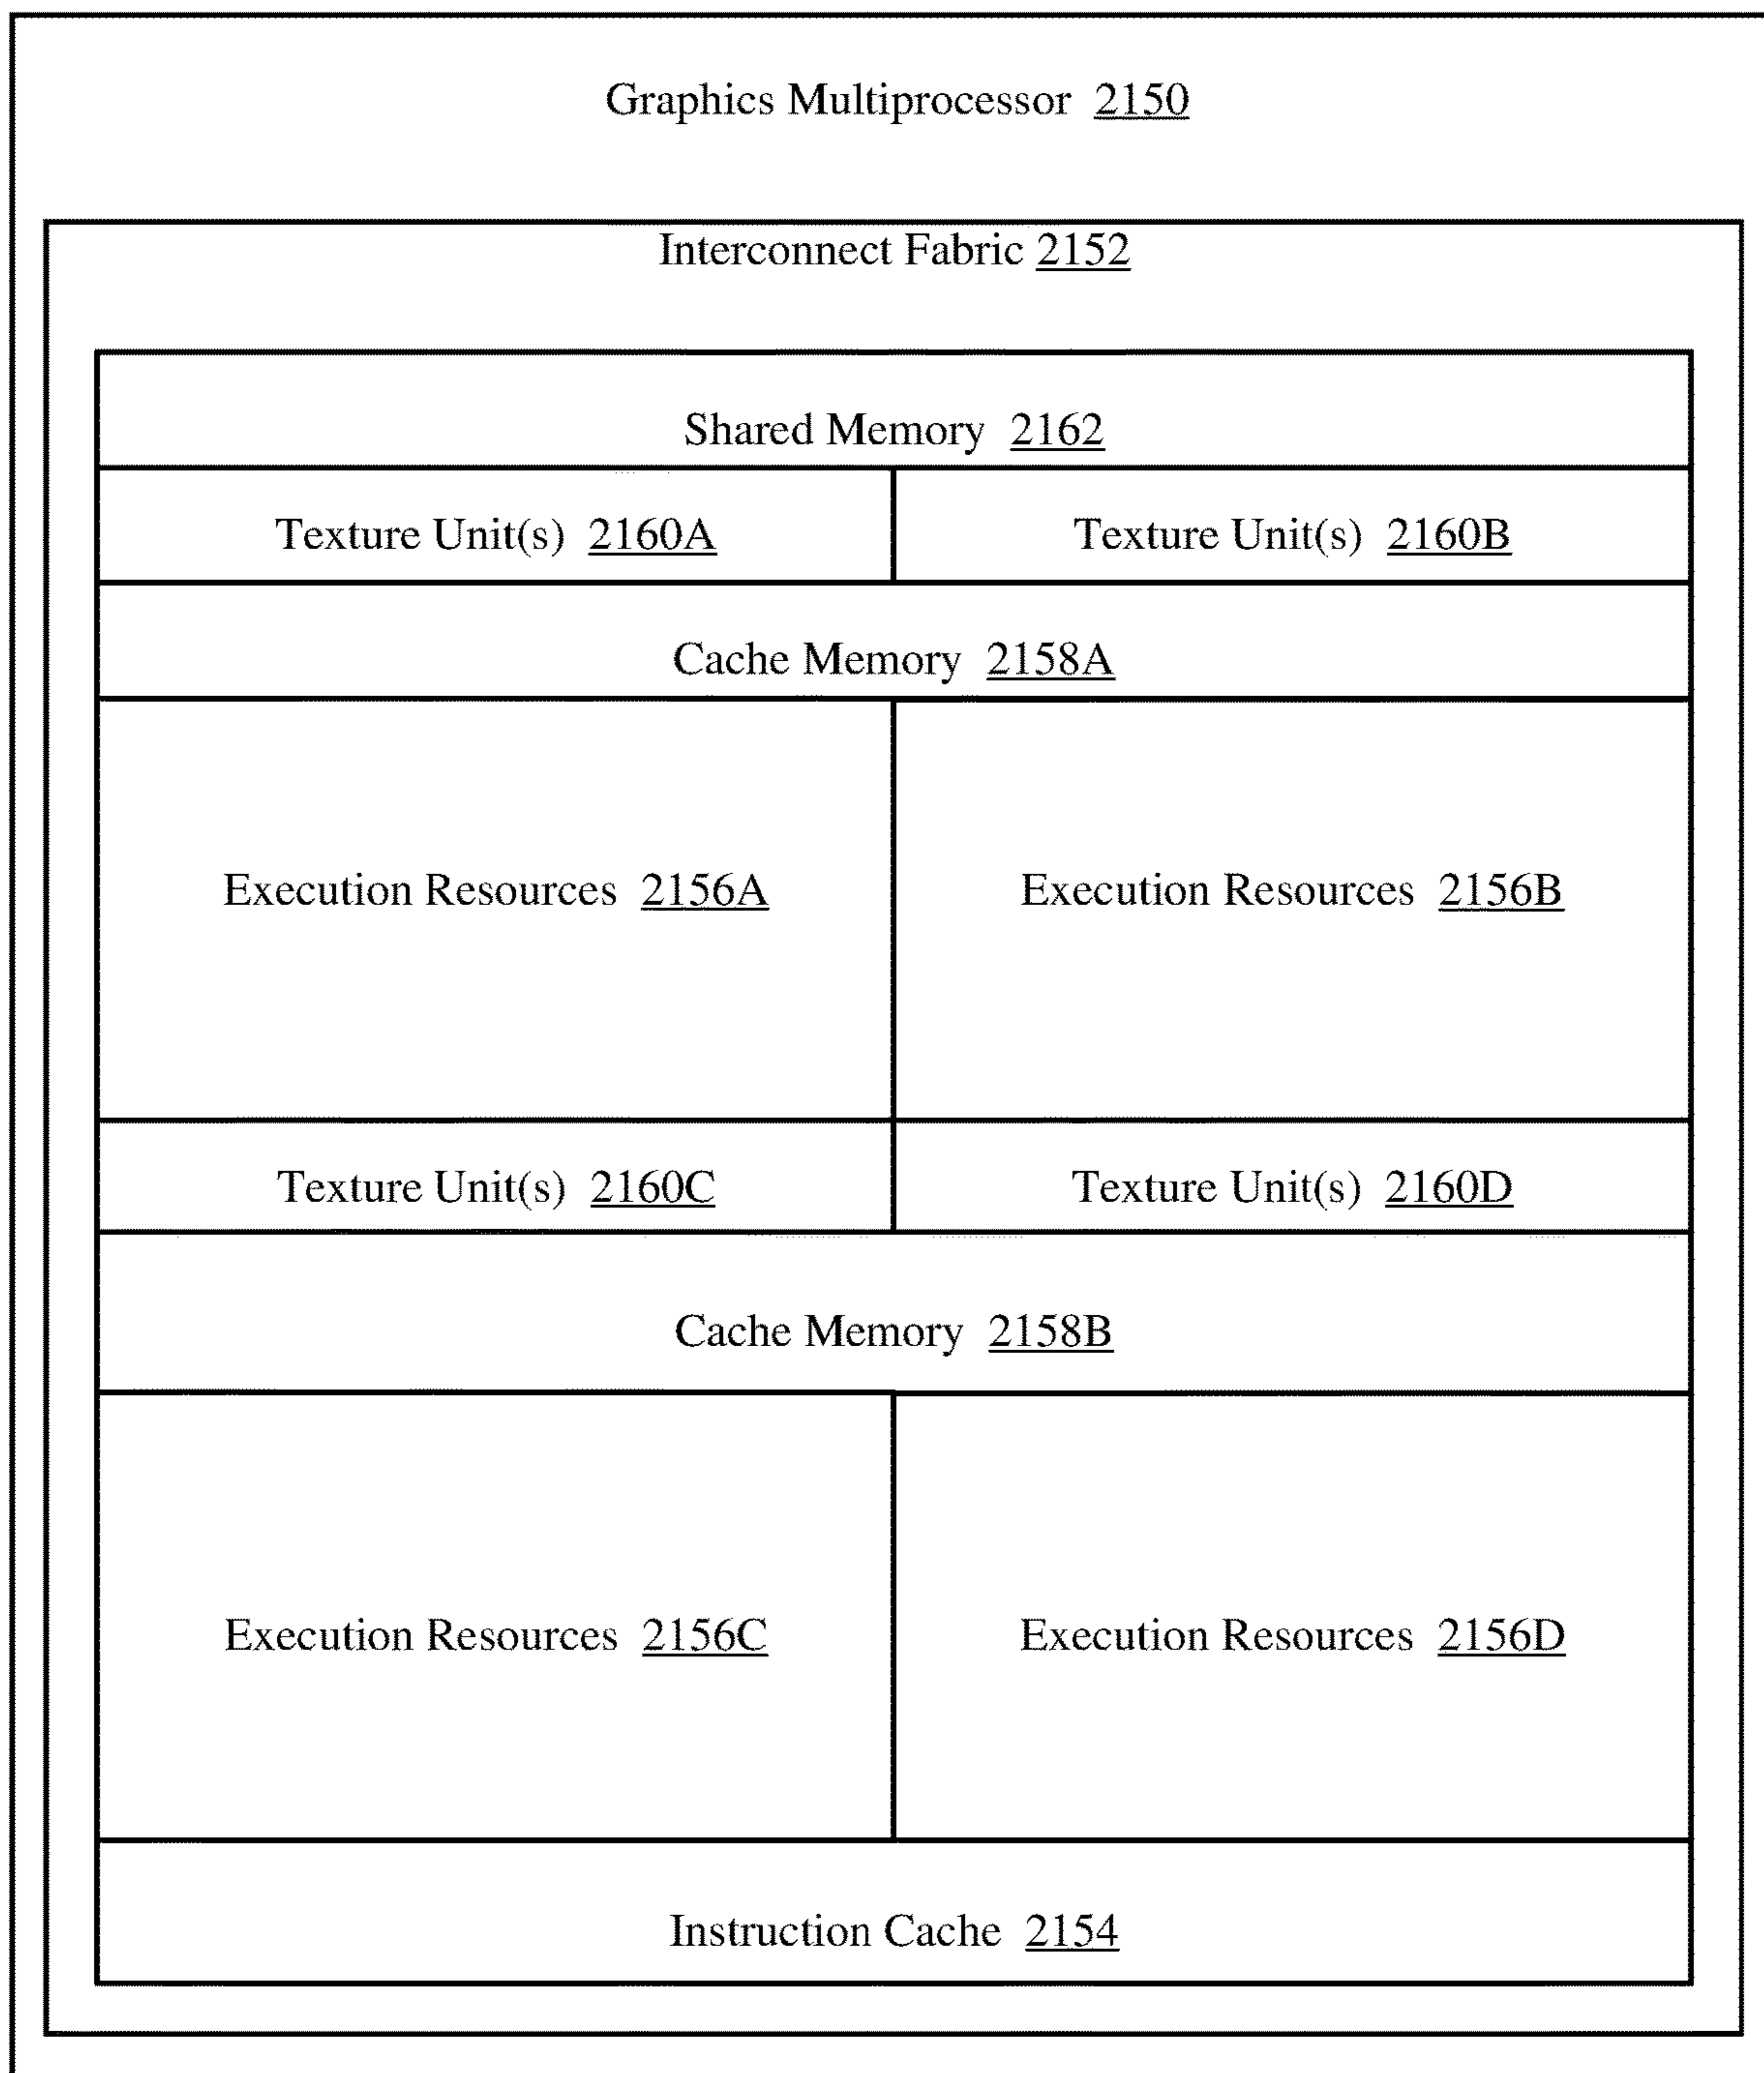 Graphics Multiprocessor 2150
Interconnect Fabric 2152
Shared Memory 2162
Texture Unit(s) 2160A
Texture Unit(s) 2160B
Cache Memory 2158A
Execution Resources 2156A
Execution Resources 2156B
Texture Unit(s) 2160C
Texture Unit(s) 2160D
Cache Memory 2158B
Execution Resources 2156C
Execution Resources 2156D
Instruction Cache 2154